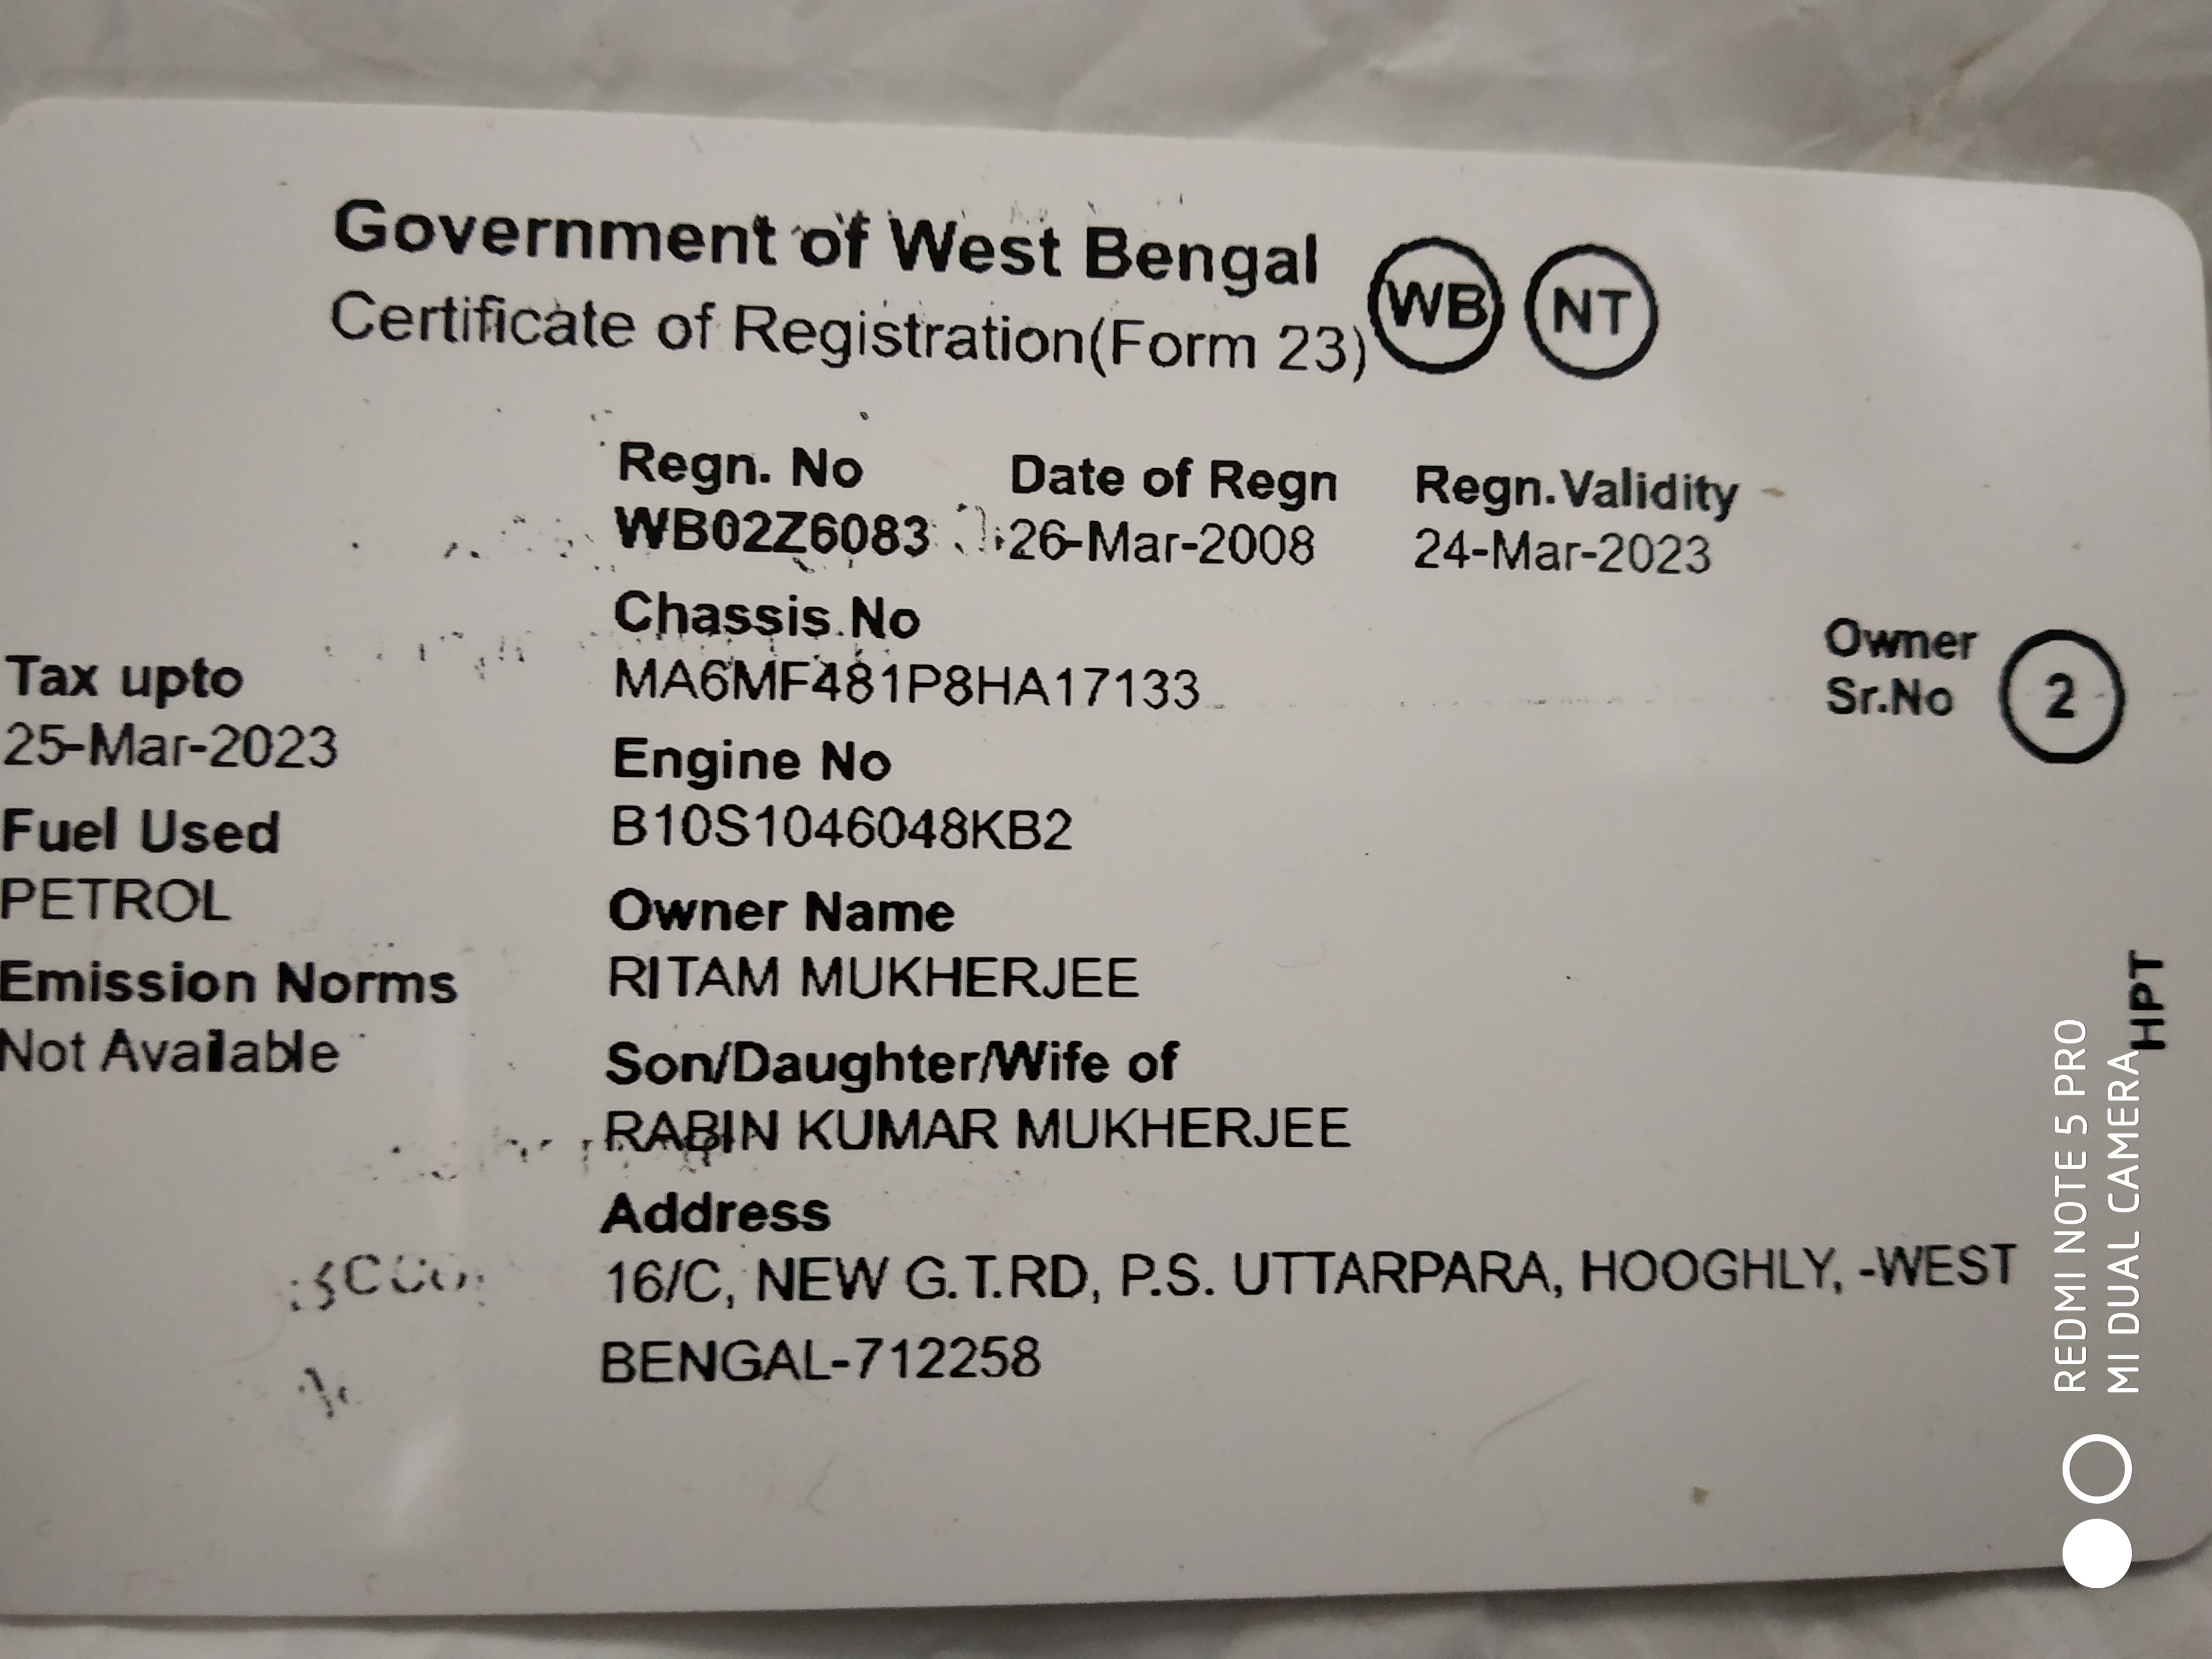 Government of West Bengal
Certificate of Registration(Form 23)
WB
NT
Regn. No
Date of Regn
Regn.Validity
WB02Z6083
26-Mar-2008
24-Mar-2023
Chassis No
MA6MF481P8HA17133
Owner
Sr.No
2
Tax upto
25-Mar-2023
Engine No
B10S1046048KB2
Fuel Used
PETROL
Owner Name
RITAM MUKHERJEE
Emission Norms
Not Available
Son/Daughter/Wife of
RABIN KUMAR MUKHERJEE
Address
16/C, NEW G.T.RD, P.S. UTTARPARA, HOOGHLY, -WEST
BENGAL-712258
HPT
REDMI NOTE 5 PRO
MI DUAL CAMERA